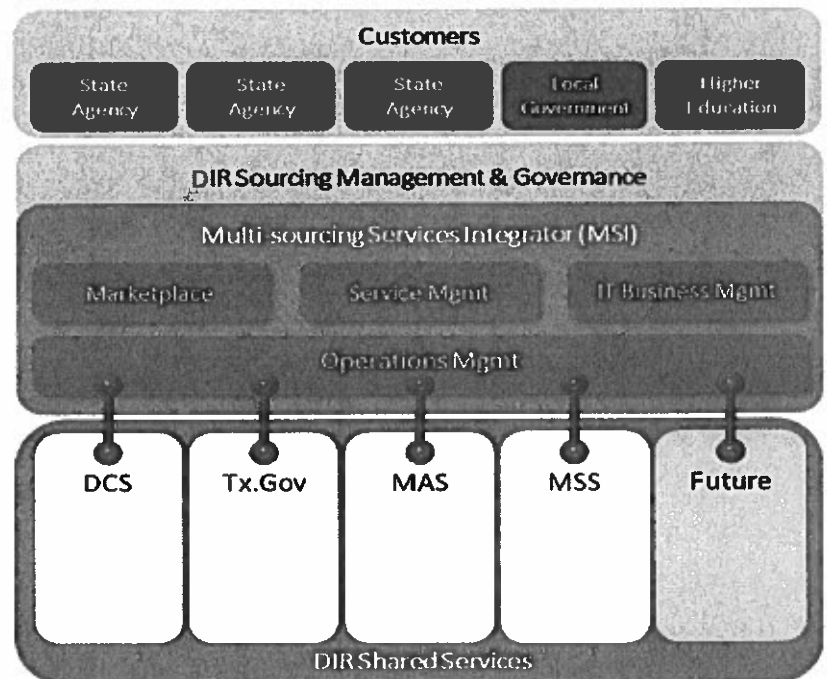 Customers
State Agency
State Agency
State Agency
Local Government
Higher Education
DIR Sourcing Management & Governance
Multi-sourcing Services Integrator (MSI)
Marketplace
Service Mgmt
IT Business Mgmt
Operations Mgmt
DCS
Tx.Gov
MAS
MSS
Future
DIR Shared Services